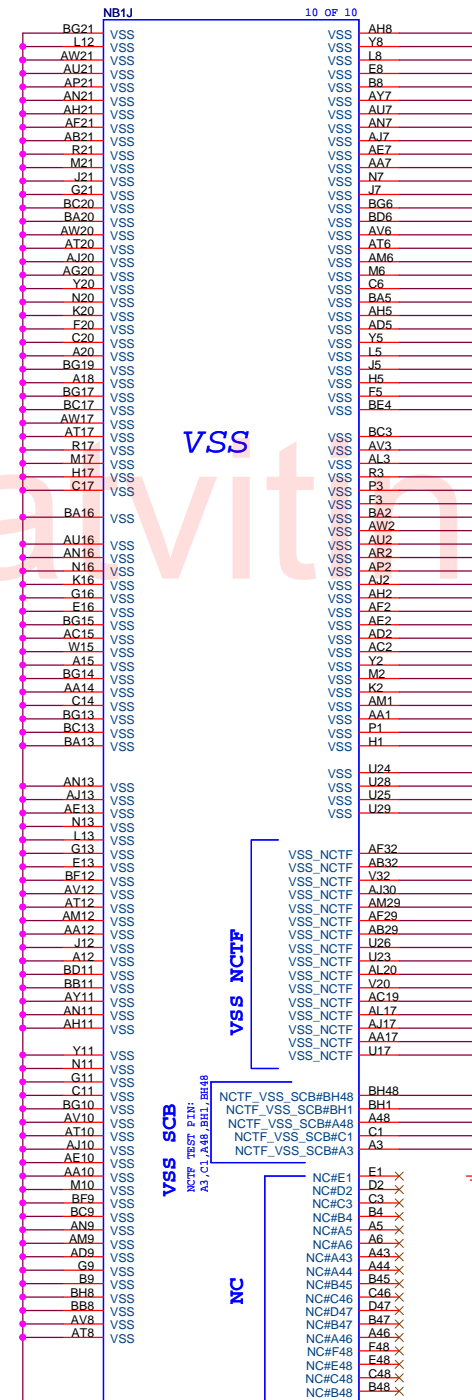 NB1J
10 OF 10
BG21 VSS
L12 VSS
AW21 VSS
AU21 VSS
AP21 VSS
AN21 VSS
AH21 VSS
AF21 VSS
AB21 VSS
R21 VSS
M21 VSS
J21 VSS
G21 VSS
BC20 VSS
BA20 VSS
AW20 VSS
AT20 VSS
AJ20 VSS
AG20 VSS
Y20 VSS
N20 VSS
K20 VSS
F20 VSS
C20 VSS
A20 VSS
BG19 VSS
A18 VSS
BG17 VSS
BC17 VSS
AW17 VSS
AT17 VSS
R17 VSS
M17 VSS
H17 VSS
C17 VSS
BA16 VSS
AU16 VSS
AN16 VSS
N16 VSS
K16 VSS
G16 VSS
E16 VSS
BG15 VSS
AC15 VSS
W15 VSS
A15 VSS
BG14 VSS
AA14 VSS
C14 VSS
BG13 VSS
BC13 VSS
BA13 VSS
AN13 VSS
AJ13 VSS
AE13 VSS
N13 VSS
L13 VSS
G13 VSS
E13 VSS
BF12 VSS
AV12 VSS
AT12 VSS
AM12 VSS
AA12 VSS
J12 VSS
A12 VSS
BD11 VSS
BB11 VSS
AY11 VSS
AN11 VSS
AH11 VSS
Y11 VSS
N11 VSS
G11 VSS
C11 VSS
BG10 VSS
AV10 VSS
AT10 VSS
AJ10 VSS
AE10 VSS
AA10 VSS
M10 VSS
BF9 VSS
BC9 VSS
AN9 VSS
AM9 VSS
AD9 VSS
G9 VSS
B9 VSS
BH8 VSS
BB8 VSS
AV8 VSS
AT8 VSS
VSS
VSS NCTF
VSS SCB
NCTF TEST PIN:
A3,C1,A48,BH1,BH48
NC
VSS AH8
VSS Y8
VSS L8
VSS E8
VSS B8
VSS AY7
VSS AU7
VSS AN7
VSS AJ7
VSS AE7
VSS AA7
VSS N7
VSS J7
VSS BG6
VSS BD6
VSS AV6
VSS AT6
VSS AM6
VSS M6
VSS C6
VSS BA5
VSS AH5
VSS AD5
VSS Y5
VSS L5
VSS J5
VSS H5
VSS F5
VSS BE4
VSS BC3
VSS AV3
VSS AL3
VSS R3
VSS P3
VSS F3
VSS BA2
VSS AW2
VSS AU2
VSS AR2
VSS AP2
VSS AJ2
VSS AH2
VSS AF2
VSS AE2
VSS AD2
VSS AC2
VSS Y2
VSS M2
VSS K2
VSS AM1
VSS AA1
VSS P1
VSS H1
VSS U24
VSS U28
VSS U25
VSS U29
VSS_NCTF AF32
VSS_NCTF AB32
VSS_NCTF V32
VSS_NCTF AJ30
VSS_NCTF AM29
VSS_NCTF AF29
VSS_NCTF AB29
VSS_NCTF U26
VSS_NCTF U23
VSS_NCTF AL20
VSS_NCTF V20
VSS_NCTF AC19
VSS_NCTF AL17
VSS_NCTF AJ17
VSS_NCTF AA17
VSS_NCTF U17
NCTF_VSS_SCB#BH48 BH48
NCTF_VSS_SCB#BH1 BH1
NCTF_VSS_SCB#A48 A48
NCTF_VSS_SCB#C1 C1
NCTF_VSS_SCB#A3 A3
NC#E1 E1
NC#D2 D2
NC#C3 C3
NC#B4 B4
NC#A5 A5
NC#A6 A6
NC#A43 A43
NC#A44 A44
NC#B45 B45
NC#C46 C46
NC#D47 D47
NC#B47 B47
NC#A46 A46
NC#F48 F48
NC#E48 E48
NC#C48 C48
NC#B48 B48